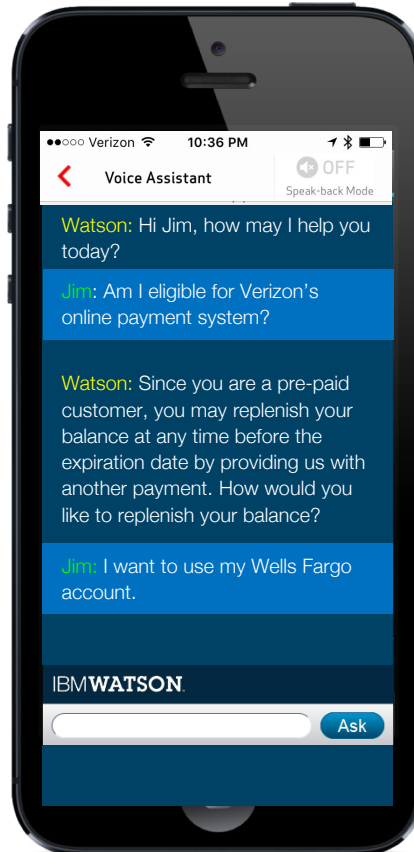 Verizon 10:36 PM
Voice Assistant
OFF
Speak-back Mode
Watson: Hi Jim, how may I help you
today?
Jim: Am I eligible for Verizon's
online payment system?
Watson: Since you are a pre-paid
customer, you may replenish your
balance at any time before the
expiration date by providing us with
another payment. How would you
like to replenish your balance?
Jim: I want to use my Wells Fargo
account.
IBMWATSON.
Ask